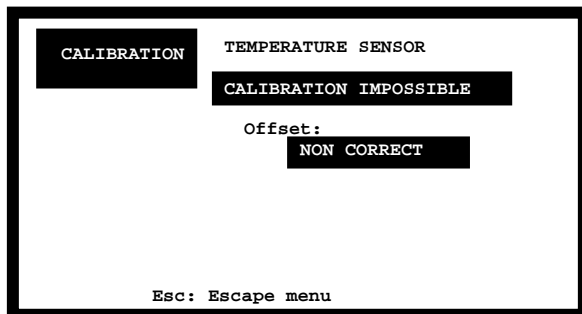 CALIBRATION
TEMPERATURE SENSOR
CALIBRATION IMPOSSIBLE
Offset:
NON CORRECT
Esc: Escape menu